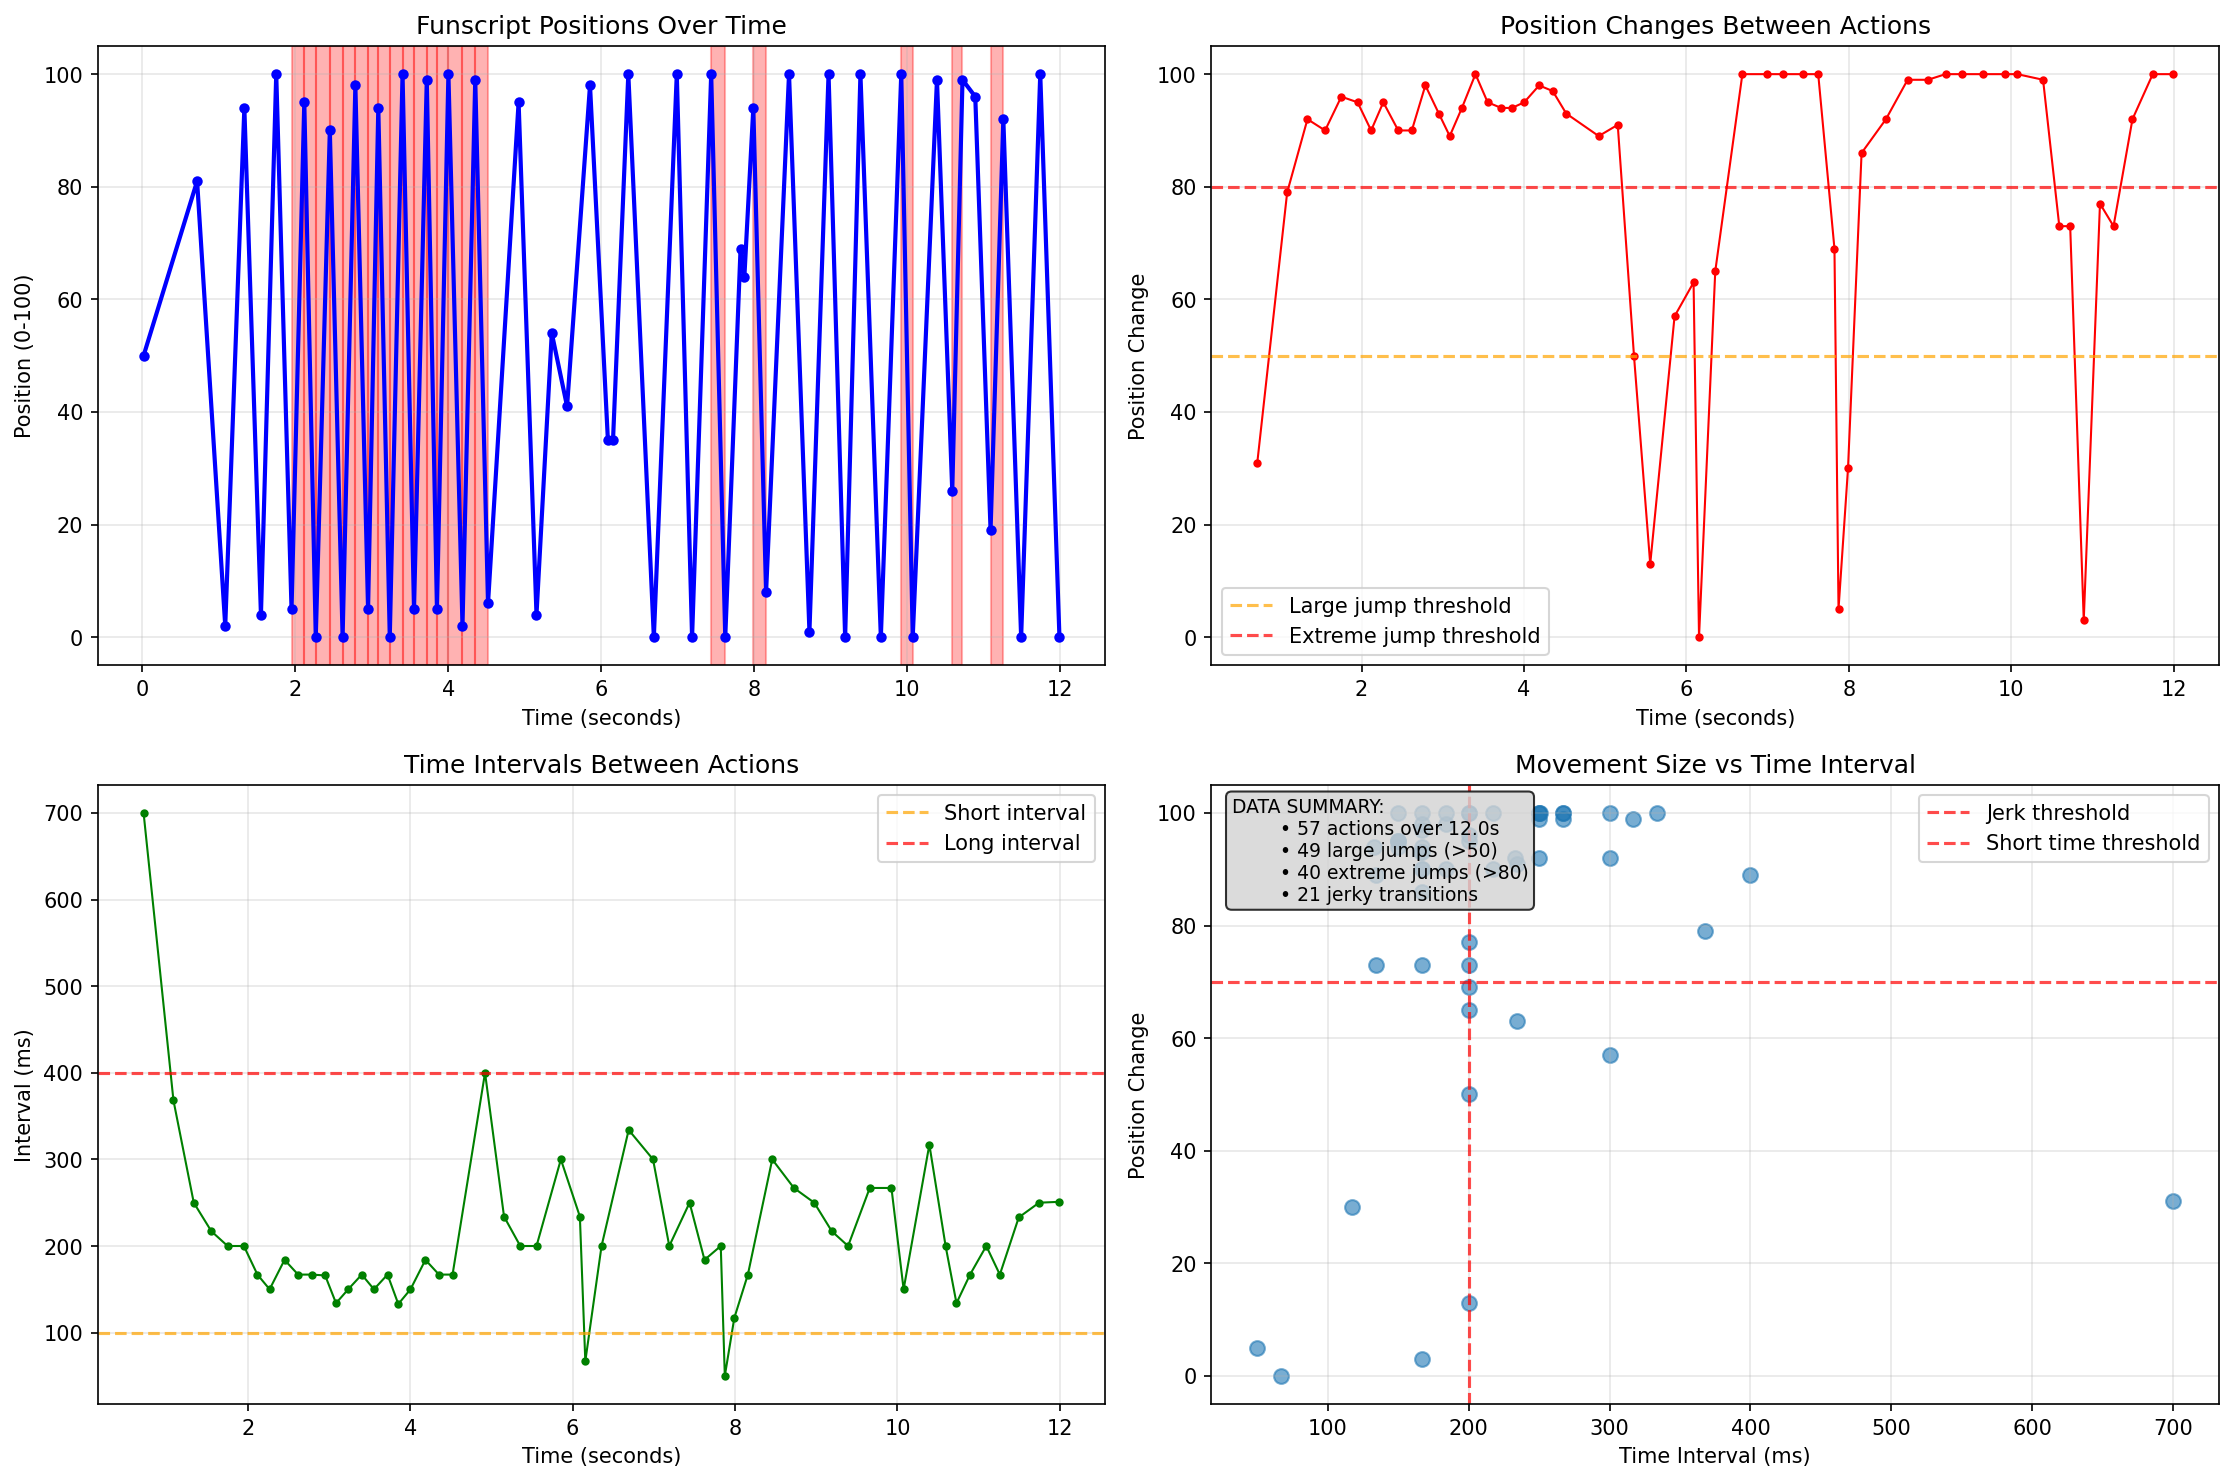 Funscript Positions Over Time
Position (0-100)
100
80
60
40
20
0
0 2 4 6 8 10 12
Time (seconds)
Position Changes Between Actions
Position Change
100
80
60
40
20
0
Large jump threshold
Extreme jump threshold
2 4 6 8 10 12
Time (seconds)
Time Intervals Between Actions
Interval (ms)
700
600
500
400
300
200
100
Short interval
Long interval
2 4 6 8 10 12
Time (seconds)
Movement Size vs Time Interval
Position Change
100
80
60
40
20
0
DATA SUMMARY:
• 57 actions over 12.0s
• 49 large jumps (>50)
• 40 extreme jumps (>80)
• 21 jerky transitions
Jerk threshold
Short time threshold
100 200 300 400 500 600 700
Time Interval (ms)